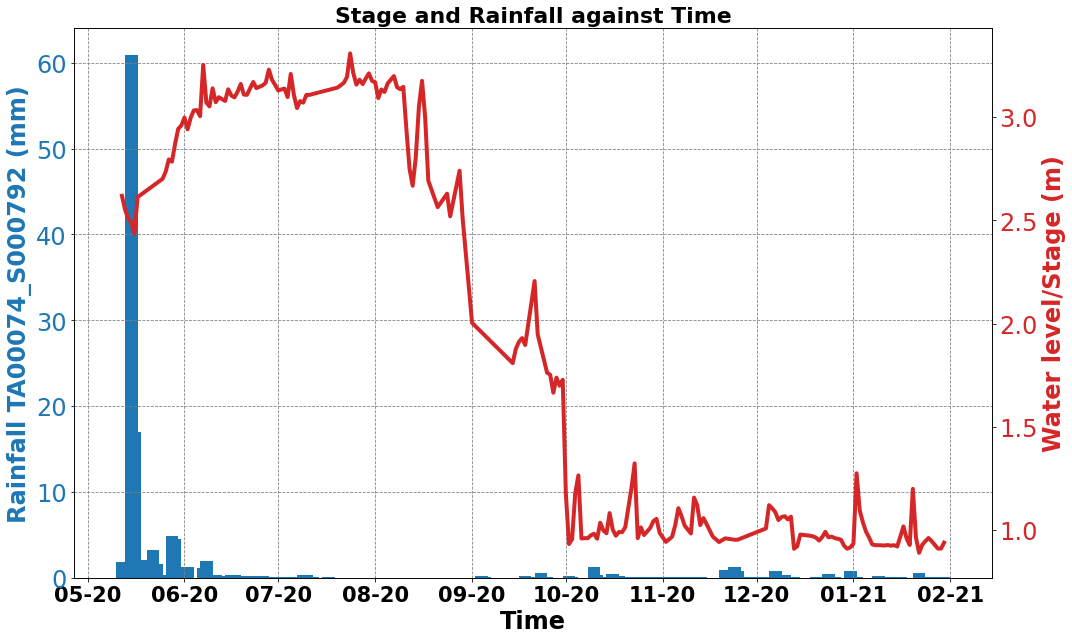 Stage and Rainfall against Time
Rainfall TA00074_S000792 (mm)
60
50
40
30
20
10
0
3.0
2.5
2.0
1.5
1.0
Water level/Stage (m)
05-20 06-20 07-20 08-20 09-20 10-20 11-20 12-20 01-21 02-21
Time